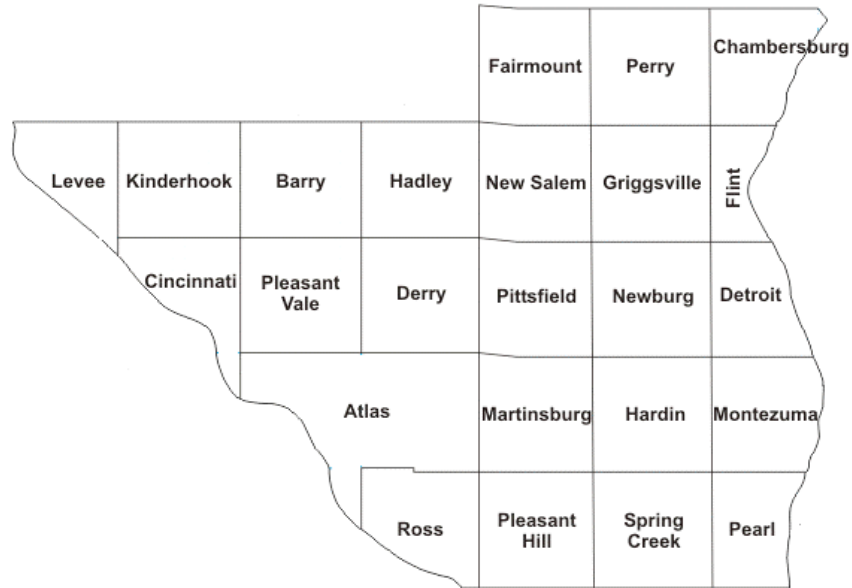 Chambersburg
Fairmount
Perry
Levee
Kinderhook
Barry
Hadley
New Salem
Griggsville
Flint
Cincinnati
Pleasant
Vale
Derry
Pittsfield
Newburg
Detroit
Atlas
Martinsburg
Hardin
Montezuma
Ross
Pleasant
Hill
Spring
Creek
Pearl